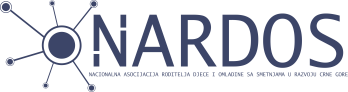 NARDOS
NACIONALNA ASOCIJACIJA RODITELJA DJECE I OMLADINE SA SMETNJAMA U RAZVOJU CRNE GORE